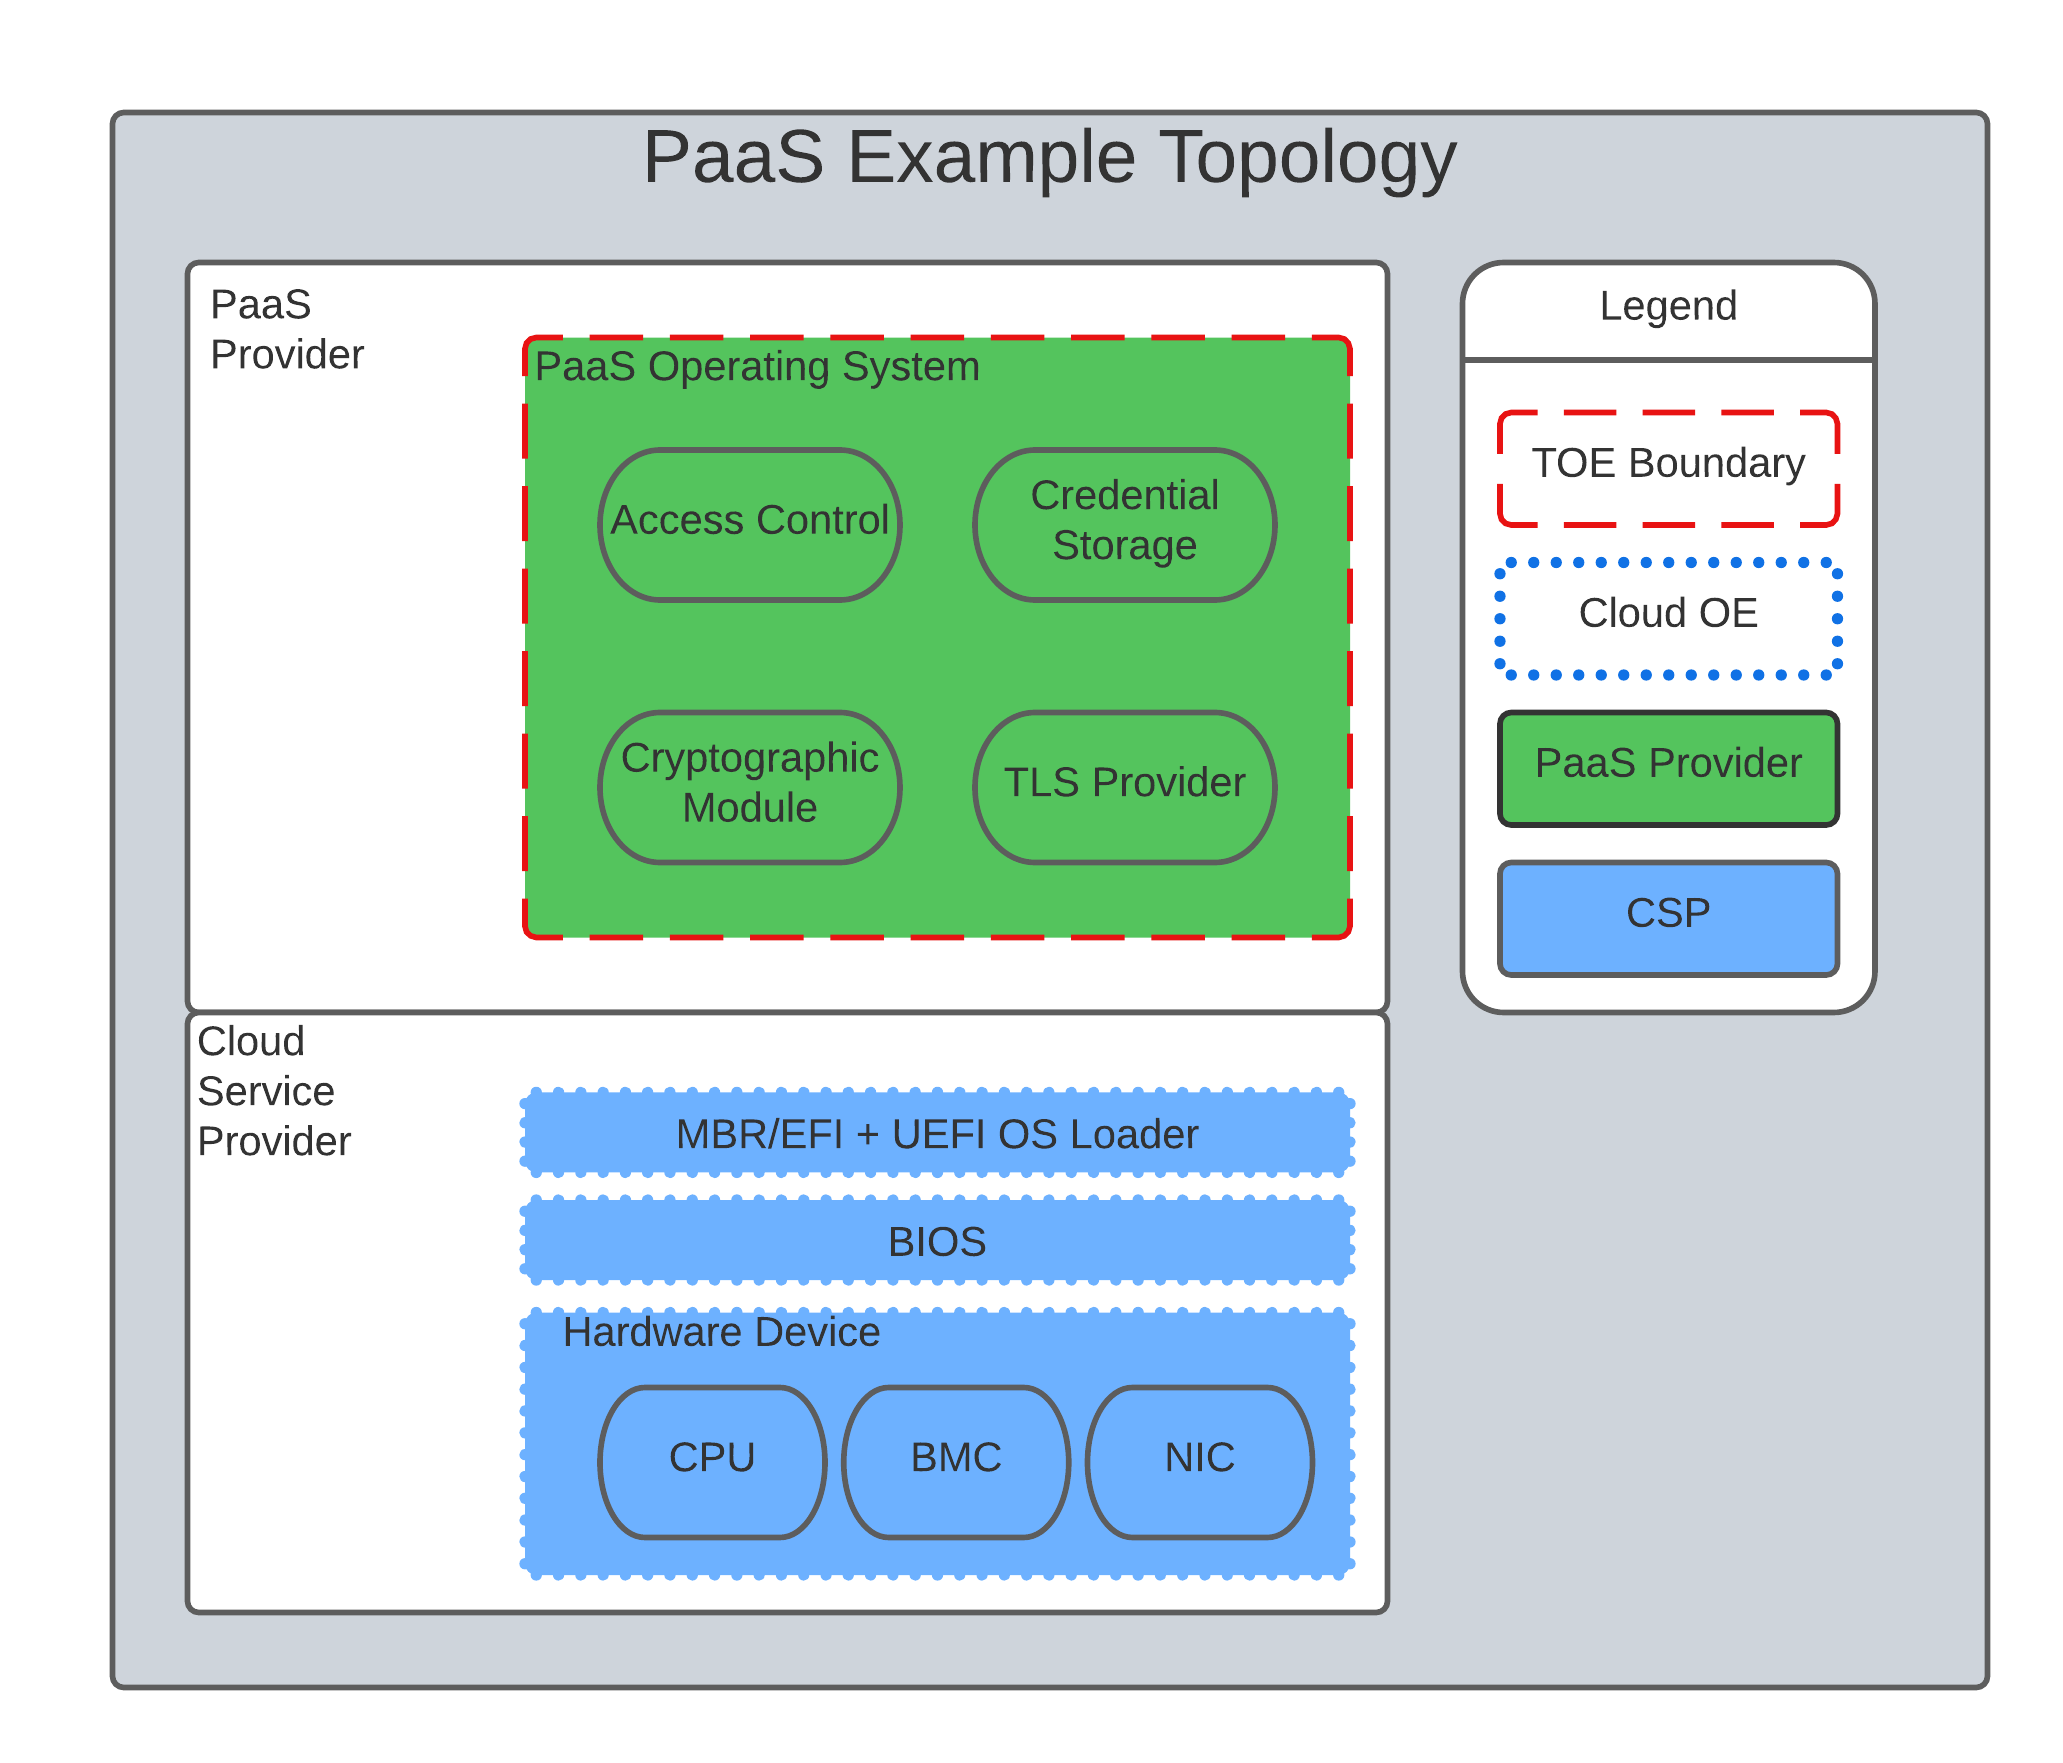 PaaS Example Topology
PaaS
Provider
PaaS Operating System
Access Control
Credential
Storage
Cryptographic
Module
TLS Provider
Cloud
Service
Provider
MBR/EFI + UEFI OS Loader
BIOS
Hardware Device
CPU
BMC
NIC
Legend
TOE Boundary
Cloud OE
PaaS Provider
CSP